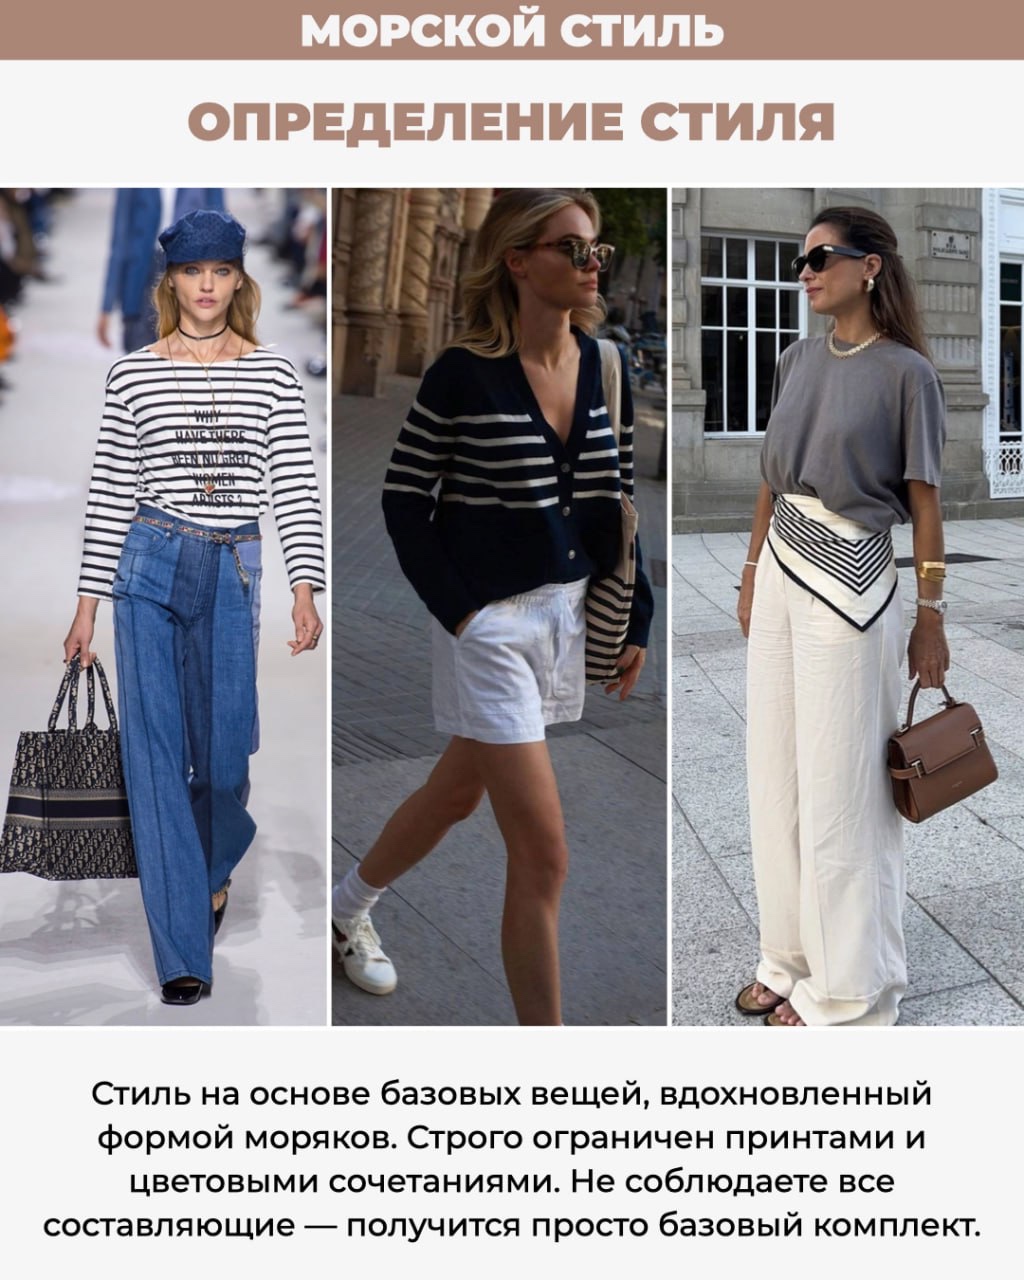 МОРСКОЙ СТИЛЬ
ОПРЕДЕЛЕНИЕ СТИЛЯ
WHY
HAVE THERE
BEEN NO GREAT
WOMEN
ARTISTS ?
Стиль на основе базовых вещей, вдохновленный
формой моряков. Строго ограничен принтами и
цветовыми сочетаниями. Не соблюдаете все
составляющие — получится просто базовый комплект.